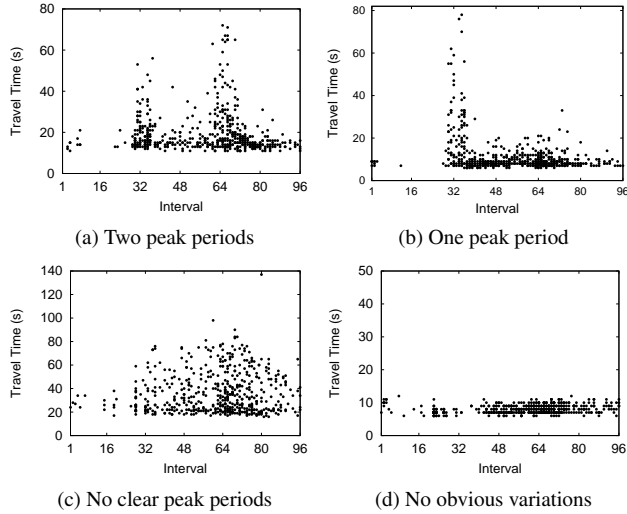 80
60
40
20
0
1 16 32 48 64 80 96
Travel Time (s)
Interval
(a) Two peak periods
100
80
60
40
20
0
1 16 32 48 64 80 96
Travel Time (s)
Interval
(b) One peak period
140
120
100
80
60
40
20
0
1 16 32 48 64 80 96
Travel Time (s)
Interval
(c) No clear peak periods
50
40
30
20
10
0
1 16 32 48 64 80 96
Travel Time (s)
Interval
(d) No obvious variations